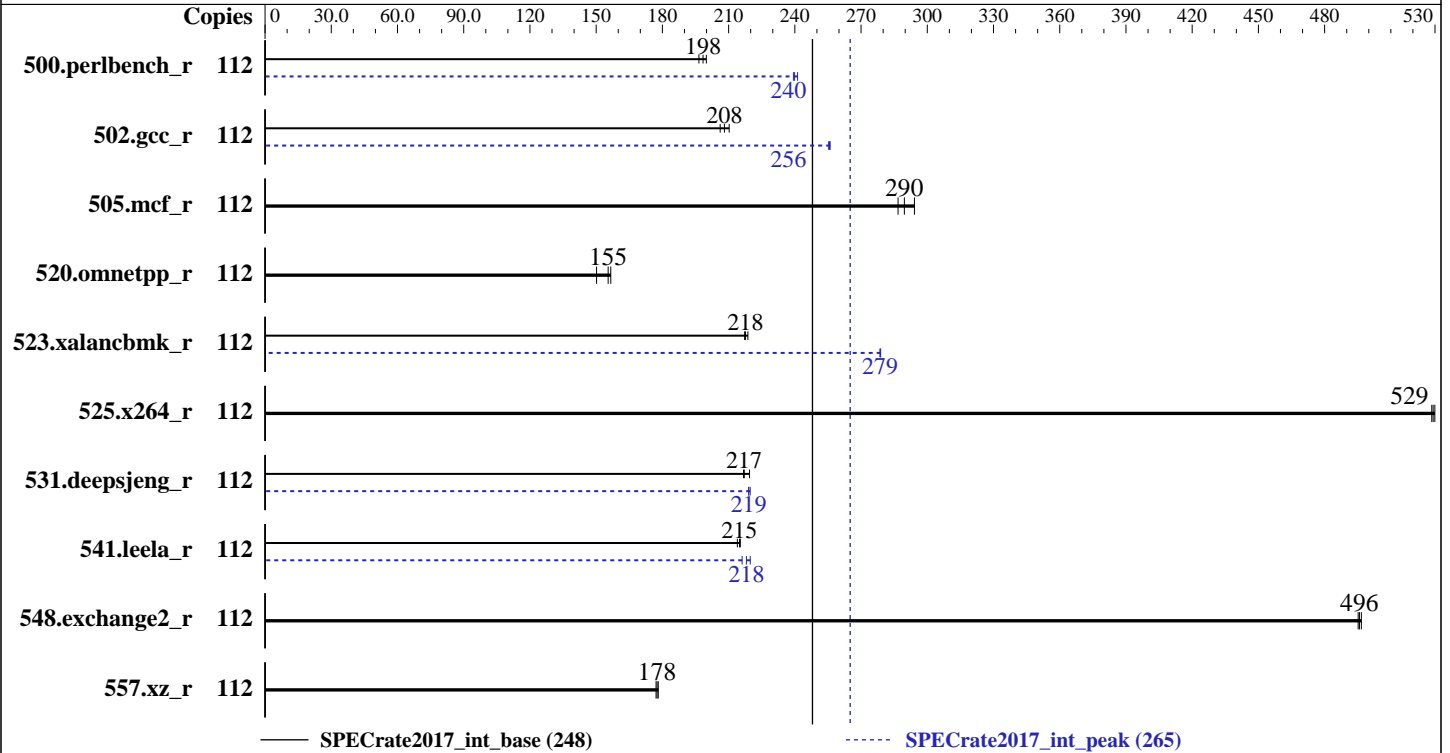 Copies 0 30.0 60.0 90.0 120 150 180 210 240 270 300 330 360 390 420 450 480 530
500.perlbench_r 112 198
240
502.gcc_r 112 208
256
505.mcf_r 112 290
520.omnetpp_r 112 155
523.xalancbmk_r 112 218
279
525.x264_r 112 529
531.deepsjeng_r 112 217
219
541.leela_r 112 215
218
548.exchange2_r 112 496
557.xz_r 112 178
SPECrate2017_int_base (248) SPECrate2017_int_peak (265)